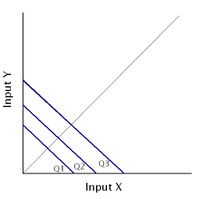 Input Y
Q1 Q2 Q3
Input X